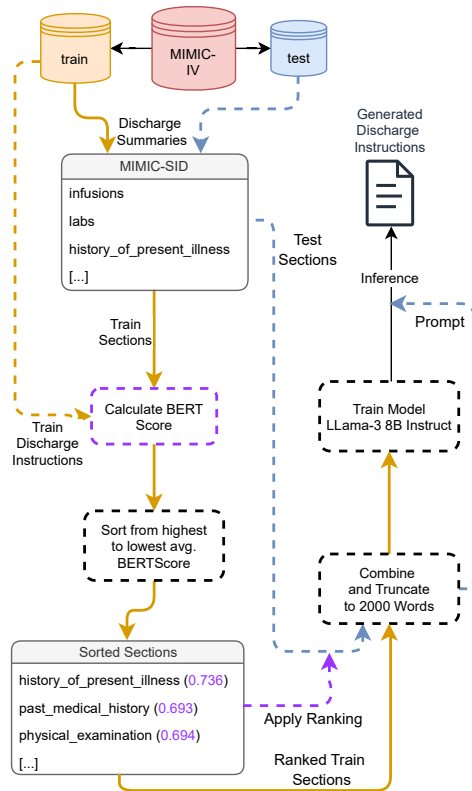 train
MIMIC-
IV
test
Discharge
Summaries
Generated
Discharge
Instructions
MIMIC-SID
infusions
labs
history_of_present_illness
[...]
Test
Sections
Inference
Prompt
Train
Sections
Calculate BERT
Score
Train Model
LLama-3 8B Instruct
Train
Discharge
Instructions
Sort from highest
to lowest avg.
BERTScore
Combine
and Truncate
to 2000 Words
Sorted Sections
history_of_present_illness (0.736)
past_medical_history (0.693)
physical_examination (0.694)
[...]
Apply Ranking
Ranked Train
Sections